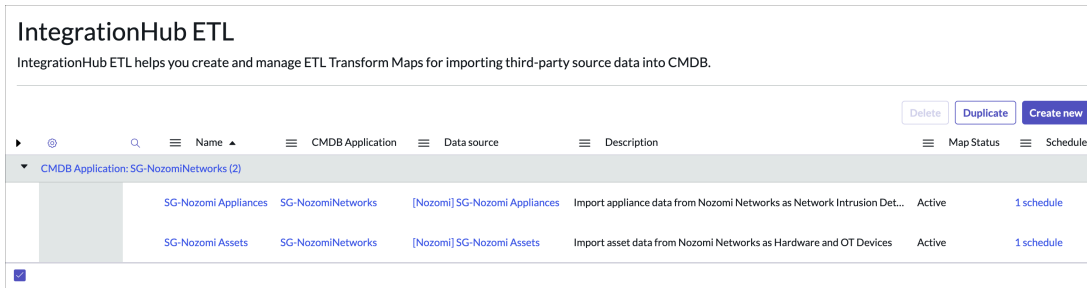 IntegrationHub ETL
IntegrationHub ETL helps you create and manage ETL Transform Maps for importing third-party source data into CMDB.
Delete Duplicate Create new
Name CMDB Application Data source Description Map Status Schedule
CMDB Application: SG-NozomiNetworks (2)
SG-Nozomi Appliances SG-NozomiNetworks [Nozomi] SG-Nozomi Appliances Import appliance data from Nozomi Networks as Network Intrusion Det... Active 1 schedule
SG-Nozomi Assets SG-NozomiNetworks [Nozomi] SG-Nozomi Assets Import asset data from Nozomi Networks as Hardware and OT Devices Active 1 schedule